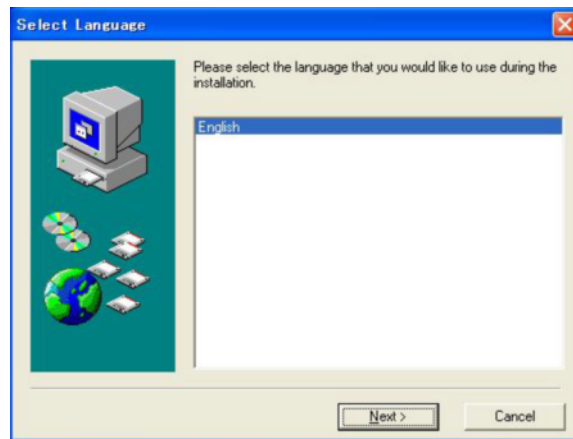 Select Language
Please select the language that you would like to use during the
installation.
English
Next >
Cancel